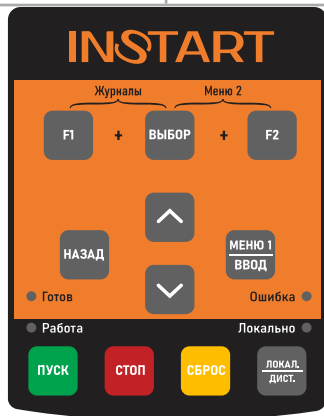 INSTART
Журналы Меню 2
F1 + ВЫБОР + F2
НАЗАД
МЕНЮ 1
ВВОД
Готов Ошибка
Работа Локально
ПУСК СТОП СБРОС ЛОКАЛ.
ДИСТ.